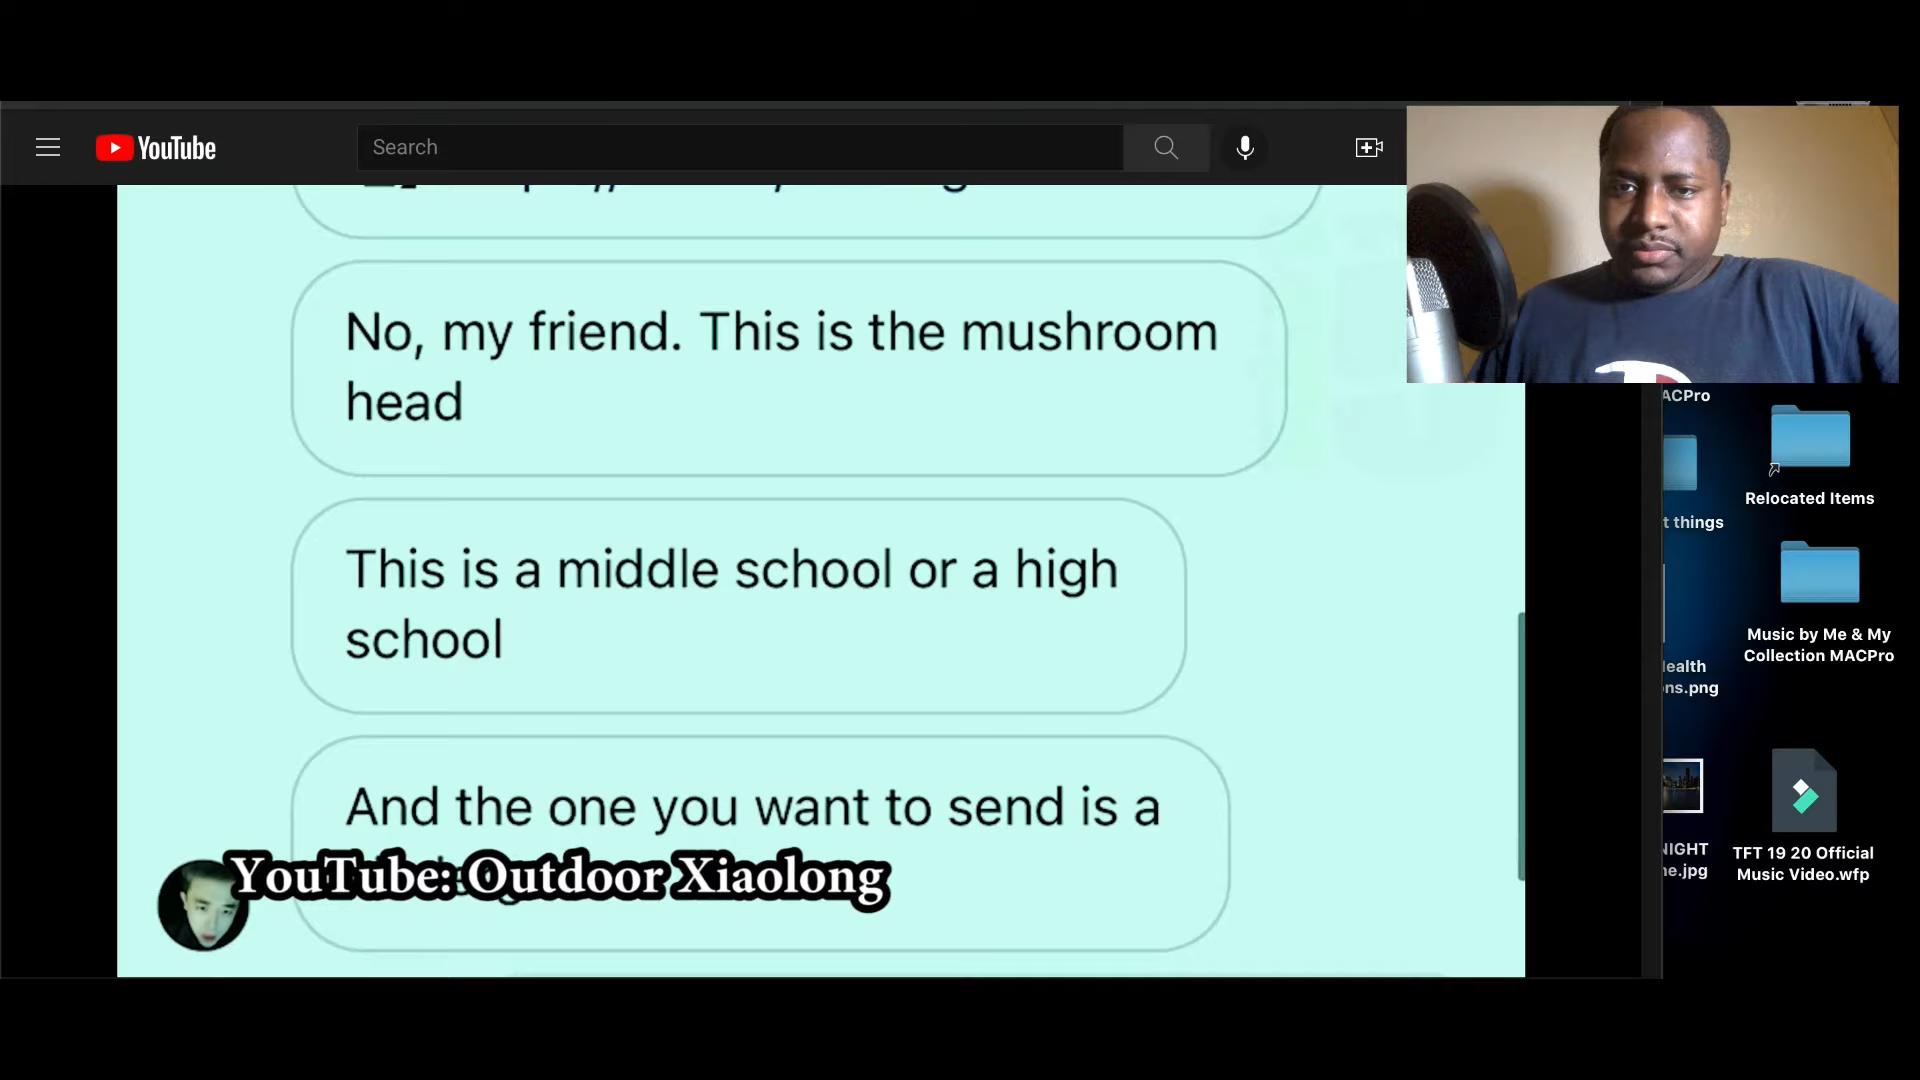 YouTube
Search
No, my friend. This is the mushroom
head
This is a middle school or a high
school
And the one you want to send is a
YouTube: Outdoor Xiaolong
ACPro
Relocated Items
t things
Music by Me & My
Collection MACPro
lealth
ns.png
NIGHT
ne.jpg
TFT 19 20 Official
Music Video.wfp